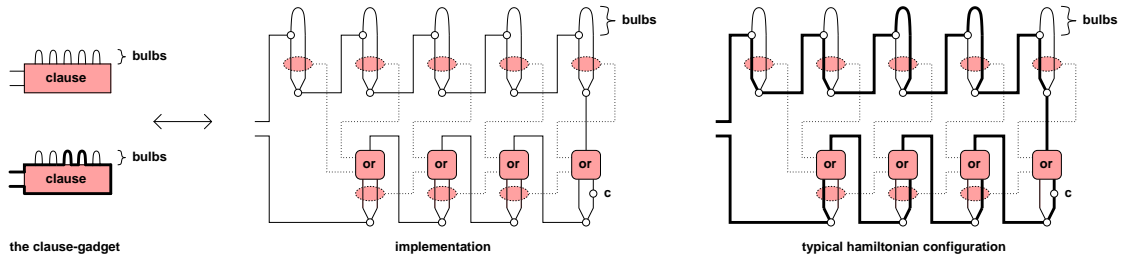 bulbs
clause
bulbs
clause
the clause-gadget
bulbs
or
or
or
or
c
implementation
bulbs
or
or
or
or
c
typical hamiltonian configuration